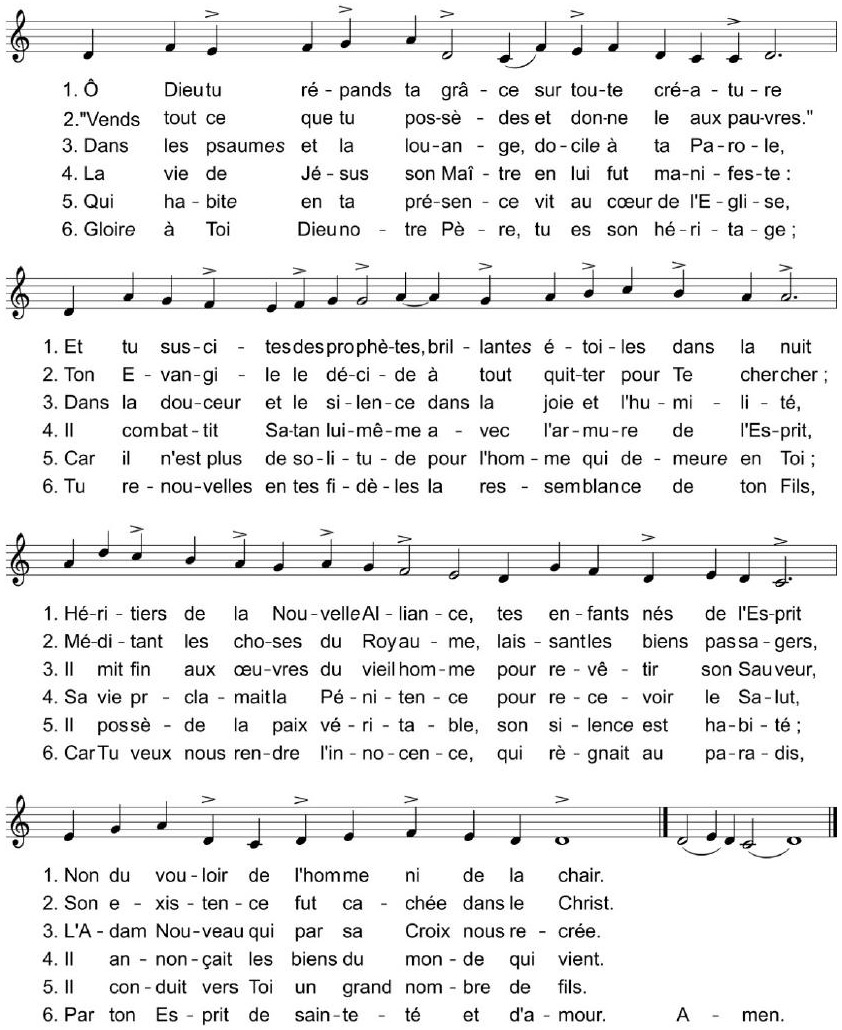 1. Ô Dieu tu ré - pands ta grâ - ce sur tou - te cré - a - tu - re
2."Vends tout ce que tu pos - sè - des et don - ne le aux pau - vres."
3. Dans les psaumes et la lou - an - ge, do - cile à ta Pa - ro - le,
4. La vie de Jé - sus son Maî - tre en lui fut ma - ni - fes - te :
5. Qui ha - bite en ta pré - sen - ce vit au cœur de l'E - gli - se,
6. Gloire à Toi Dieu no - tre Pè - re, tu es son hé - ri - ta - ge ;
1. Et tu sus - ci - tes des pro phè - tes, bril - lantes é - toi - les dans la nuit
2. Ton E - van - gi - le le dé - ci - de à tout quit - ter pour Te chercher ;
3. Dans la dou - ceur et le si - len - ce dans la joie et l'hu - mi - li - té,
4. Il combat - tit Sa - tan lui - même a - vec l'ar - mu - re de l'Es - prit,
5. Car il n'est plus de so - li - tu - de pour l'hom - me qui de - meure en Toi ;
6. Tu re - nou - velles en tes fi - dè - les la res - semblance de ton Fils,
1. Hé - ri - tiers de la Nou - velle Al - lian - ce, tes en - fants nés de l'Es - prit
2. Mé - di - tant les cho - ses du Royau - me, lais - sant les biens passa - gers,
3. Il mit fin aux œu - vres du vieil hom - me pour re - vê - tir son Sauveur,
4. Sa vie pr - cla - mait la Pé - ni - ten - ce pour re - ce - voir le Sa - lut,
5. Il possè - de la paix vé - ri - ta - ble, son si - lence est ha - bi - té ;
6. Car Tu veux nous ren - dre l'in - no - cen - ce, qui rè - gnait au pa - ra - dis,
1. Non du vou - loir de l'homme ni de la chair.
2. Son e - xis - ten - ce fut ca - chée dans le Christ.
3. L'A - dam Nou - veau qui par sa Croix nous re - crée.
4. Il an - non - çait les biens du mon - de qui vient.
5. Il con - duit vers Toi un grand nom - bre de fils.
6. Par ton Es - prit de sain - te - té et d'a - mour. A - men.